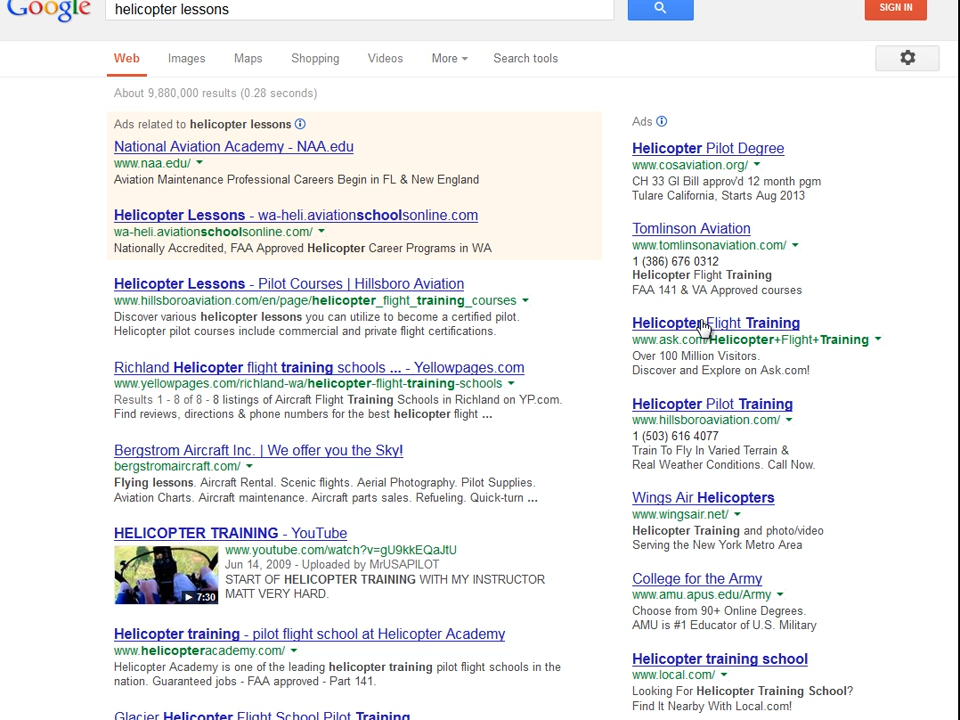 Google
helicopter lessons
SIGN IN
Web
Images
Maps
Shopping
Videos
More
Search tools
About 9,880,000 results (0.28 seconds)
Ads related to helicopter lessons
National Aviation Academy - NAA.edu
www.naa.edu/
Aviation Maintenance Professional Careers Begin in FL & New England
Helicopter Lessons - wa-heli.aviationschoolsonline.com
wa-heli.aviationschoolsonline.com/
Nationally Accredited, FAA Approved Helicopter Career Programs in WA
Helicopter Lessons - Pilot Courses | Hillsboro Aviation
www.hillsboroaviation.com/en/page/helicopter_flight_training_courses
Discover various helicopter lessons you can utilize to become a certified pilot.
Helicopter pilot courses include commercial and private flight certifications.
Richland Helicopter flight training schools ... - Yellowpages.com
www.yellowpages.com/richland-wa/helicopter-flight-training-schools
Results 1 - 8 of 8 - 8 listings of Aircraft Flight Training Schools in Richland on YP.com.
Find reviews, directions & phone numbers for the best helicopter flight ...
Bergstrom Aircraft Inc. | We offer you the Sky!
bergstromaircraft.com/
Flying lessons. Aircraft Rental. Scenic flights. Aerial Photography. Pilot Supplies.
Aviation Charts. Aircraft maintenance. Aircraft parts sales. Refueling. Quick-turn ...
HELICOPTER TRAINING - YouTube
www.youtube.com/watch?v=gU9kkEQaJtU
Jun 14, 2009 - Uploaded by MrUSAPILOT
START OF HELICOPTER TRAINING WITH MY INSTRUCTOR
MATT VERY HARD.
7:30
Helicopter training - pilot flight school at Helicopter Academy
www.helicopteracademy.com/
Helicopter Academy is one of the leading helicopter training pilot flight schools in the
nation. Guaranteed jobs - FAA approved - Part 141.
Glacier Helicopter Flight School Pilot Training
Ads
Helicopter Pilot Degree
www.cosaviation.org/
CH 33 GI Bill approv'd 12 month pgm
Tulare California, Starts Aug 2013
Tomlinson Aviation
www.tomlinsonaviation.com/
1 (386) 676 0312
Helicopter Flight Training
FAA 141 & VA Approved courses
Helicopter Flight Training
www.ask.com/Helicopter+Flight+Training
Over 100 Million Visitors.
Discover and Explore on Ask.com!
Helicopter Pilot Training
www.hillsboroaviation.com/
1 (503) 616 4077
Train To Fly In Varied Terrain &
Real Weather Conditions. Call Now.
Wings Air Helicopters
www.wingsair.net/
Helicopter Training and photo/video
Serving the New York Metro Area
College for the Army
www.amu.apus.edu/Army
Choose from 90+ Online Degrees.
AMU is #1 Educator of U.S. Military
Helicopter training school
www.local.com/
Looking For Helicopter Training School?
Find It Nearby With Local.com!